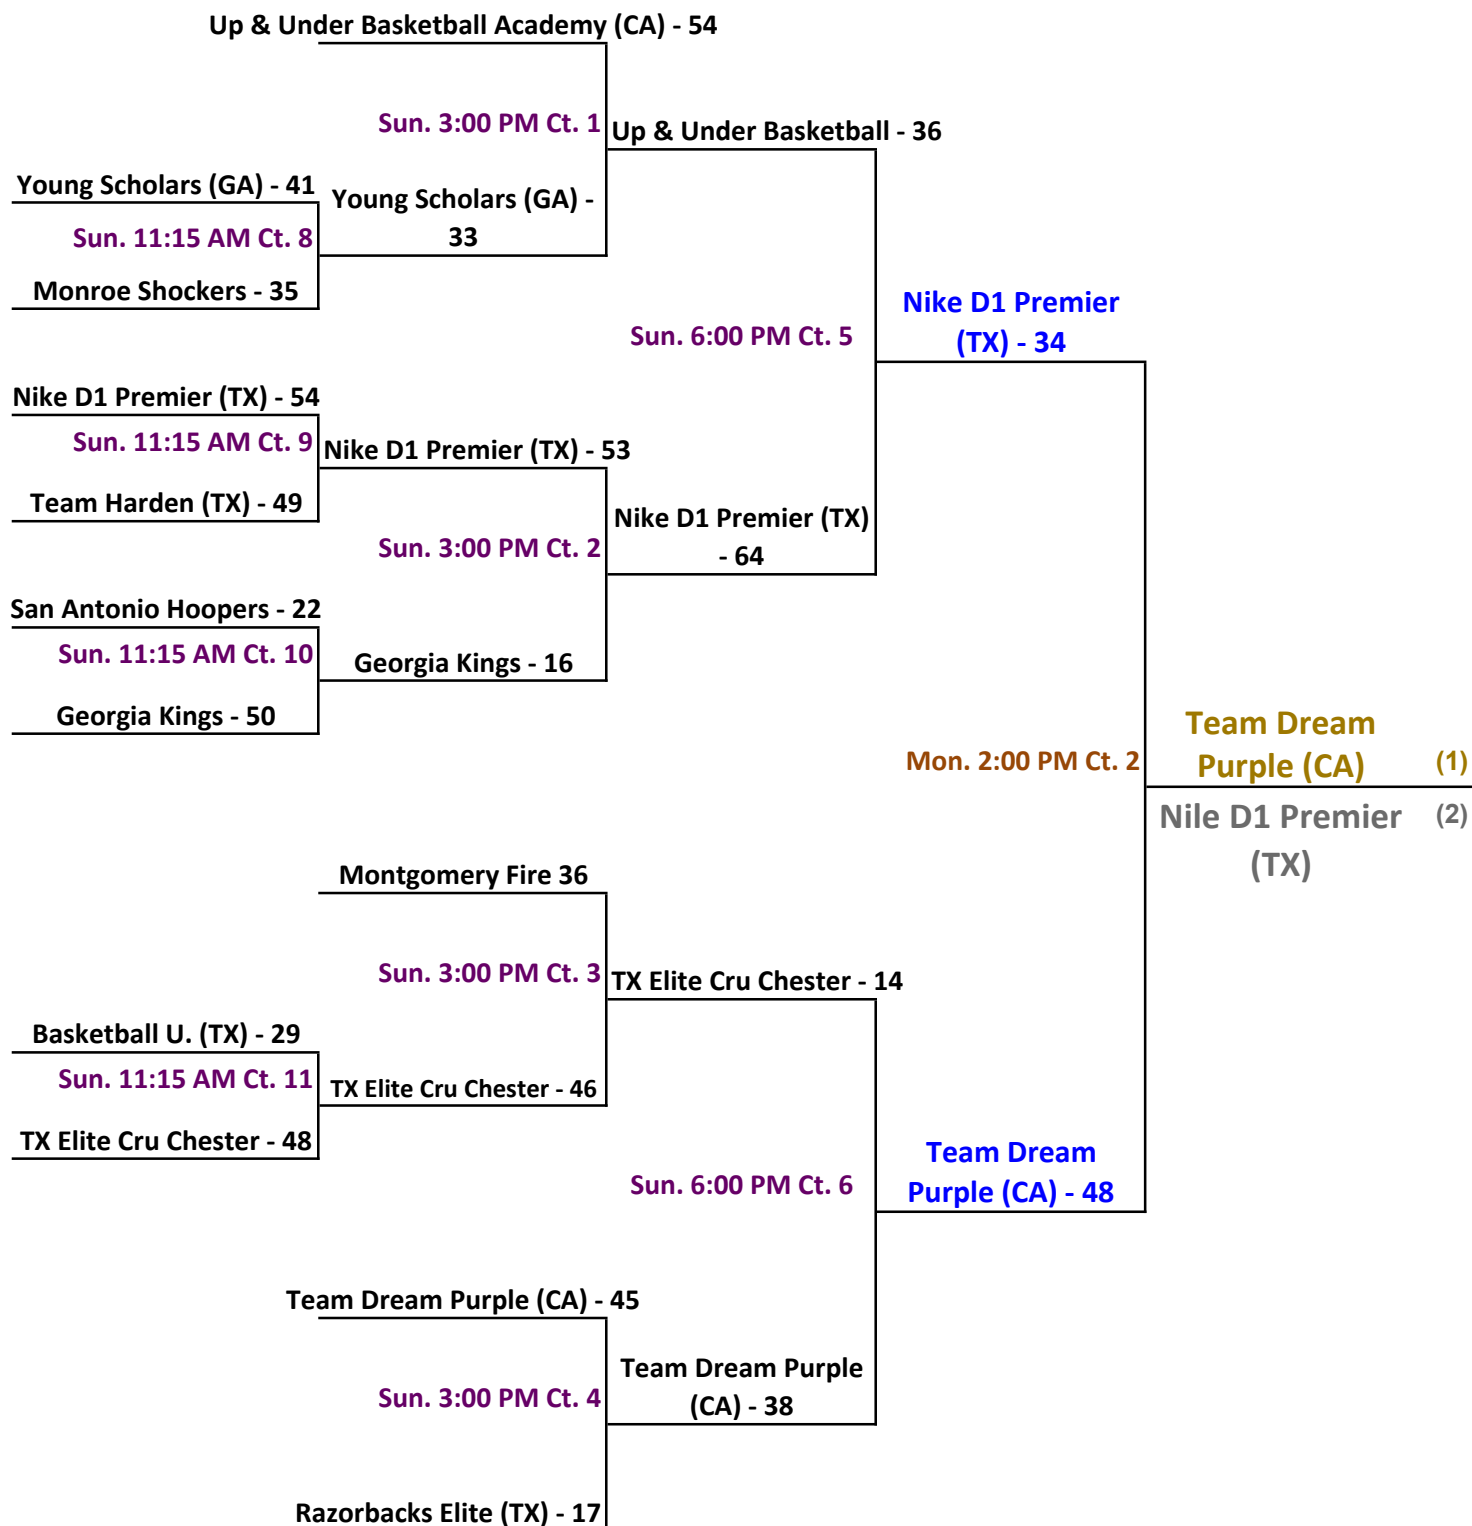 Up & Under Basketball Academy (CA) - 54
Sun. 3:00 PM Ct. 1
Up & Under Basketball - 36
Young Scholars (GA) - 41
Young Scholars (GA) -
33
Sun. 11:15 AM Ct. 8
Monroe Shockers - 35
Nike D1 Premier
(TX) - 34
Sun. 6:00 PM Ct. 5
Nike D1 Premier (TX) - 54
Sun. 11:15 AM Ct. 9
Nike D1 Premier (TX) - 53
Team Harden (TX) - 49
Nike D1 Premier (TX)
- 64
Sun. 3:00 PM Ct. 2
San Antonio Hoopers - 22
Sun. 11:15 AM Ct. 10
Georgia Kings - 16
Georgia Kings - 50
Team Dream
Purple (CA) (1)
Mon. 2:00 PM Ct. 2
Nile D1 Premier (2)
(TX)
Montgomery Fire 36
Sun. 3:00 PM Ct. 3
TX Elite Cru Chester - 14
Basketball U. (TX) - 29
Sun. 11:15 AM Ct. 11
TX Elite Cru Chester - 46
TX Elite Cru Chester - 48
Team Dream
Purple (CA) - 48
Sun. 6:00 PM Ct. 6
Team Dream Purple (CA) - 45
Team Dream Purple
(CA) - 38
Sun. 3:00 PM Ct. 4
Razorbacks Elite (TX) - 17